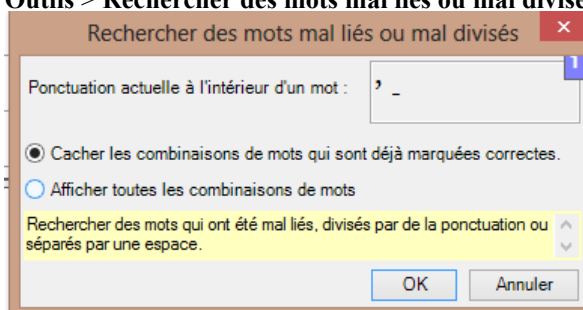 Outils > Rechercher des mots mal liés ou mal divisé
Rechercher des mots mal liés ou mal divisés
Ponctuation actuelle à l'intérieur d'un mot : ’ -
1
Cacher les combinaisons de mots qui sont déjà marquées correctes.
Afficher toutes les combinaisons de mots
Rechercher des mots qui ont été mal liés, divisés par de la ponctuation ou
séparés par une espace.
OK Annuler